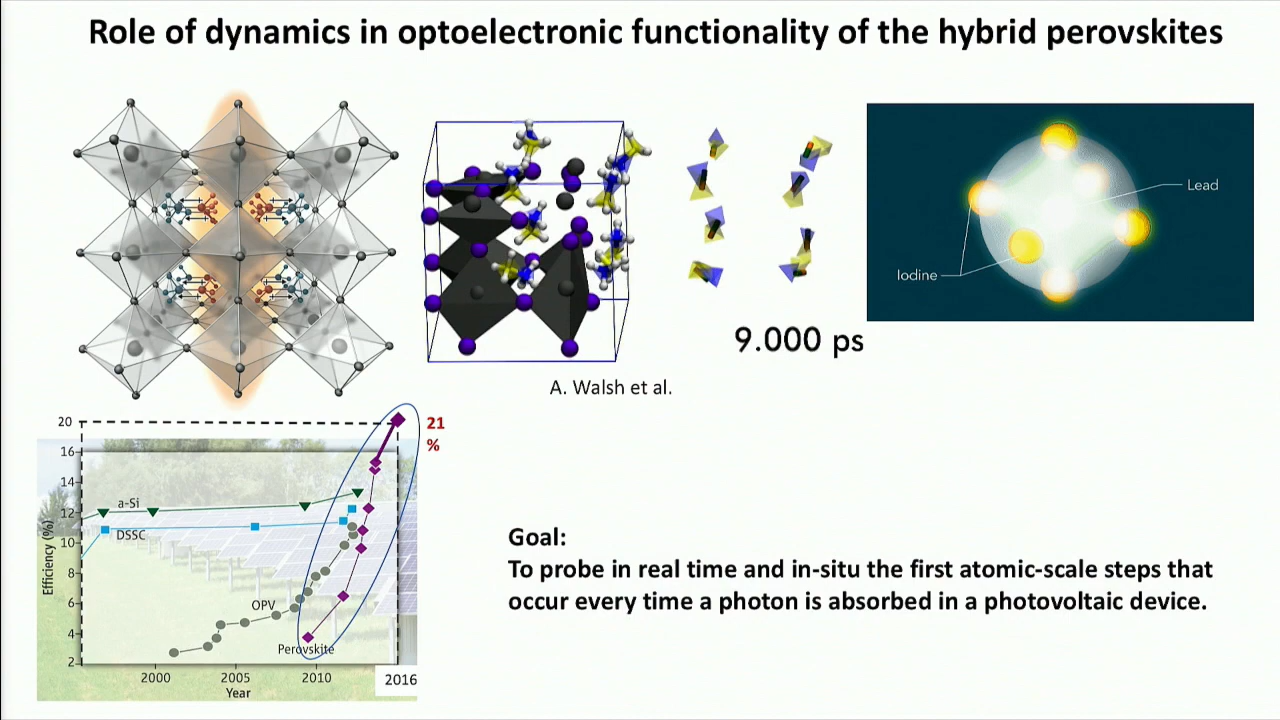 Role of dynamics in optoelectronic functionality of the hybrid perovskites
Lead
Iodine
9.000 ps
A. Walsh et al.
21
%
20
16
14
12
10
8
6
4
2
Efficiency (%)
a-Si
DSSC
OPV
Perovskite
2000
2005
2010
2016
Year
Goal:
To probe in real time and in-situ the first atomic-scale steps that
occur every time a photon is absorbed in a photovoltaic device.